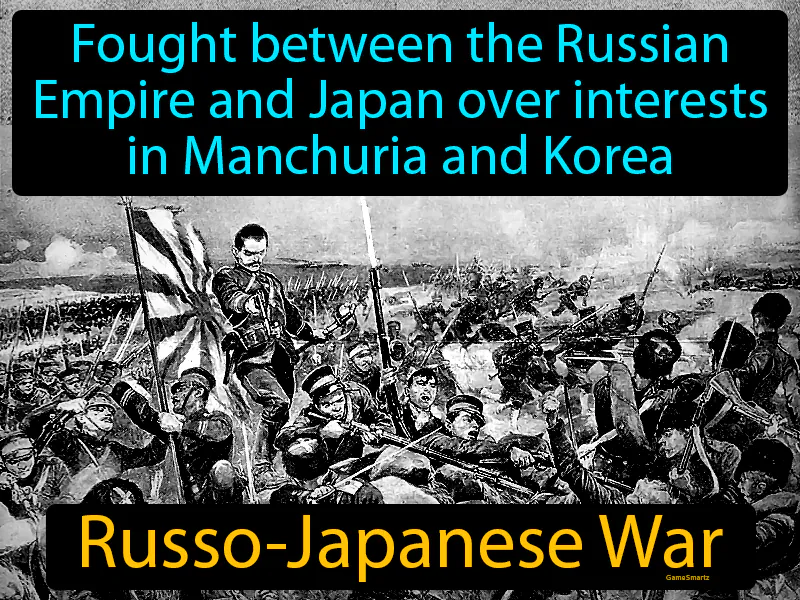 Fought between the Russian
Empire and Japan over interests
in Manchuria and Korea
Russo-Japanese War
GameSmartz